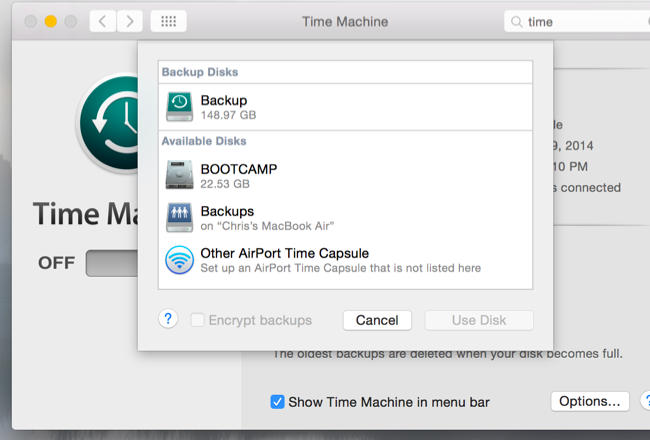 Time Machine
time
Backup Disks
Backup
148.97 GB
Available Disks
BOOTCAMP
22.53 GB
Backups
on “Chris’s MacBook Air”
Other AirPort Time Capsule
Set up an AirPort Time Capsule that is not listed here
? Encrypt backups Cancel Use Disk
Time Ma
OFF
le
9, 2014
10 PM
s connected
The oldest backups are deleted when your disk becomes full.
Show Time Machine in menu bar Options... ?